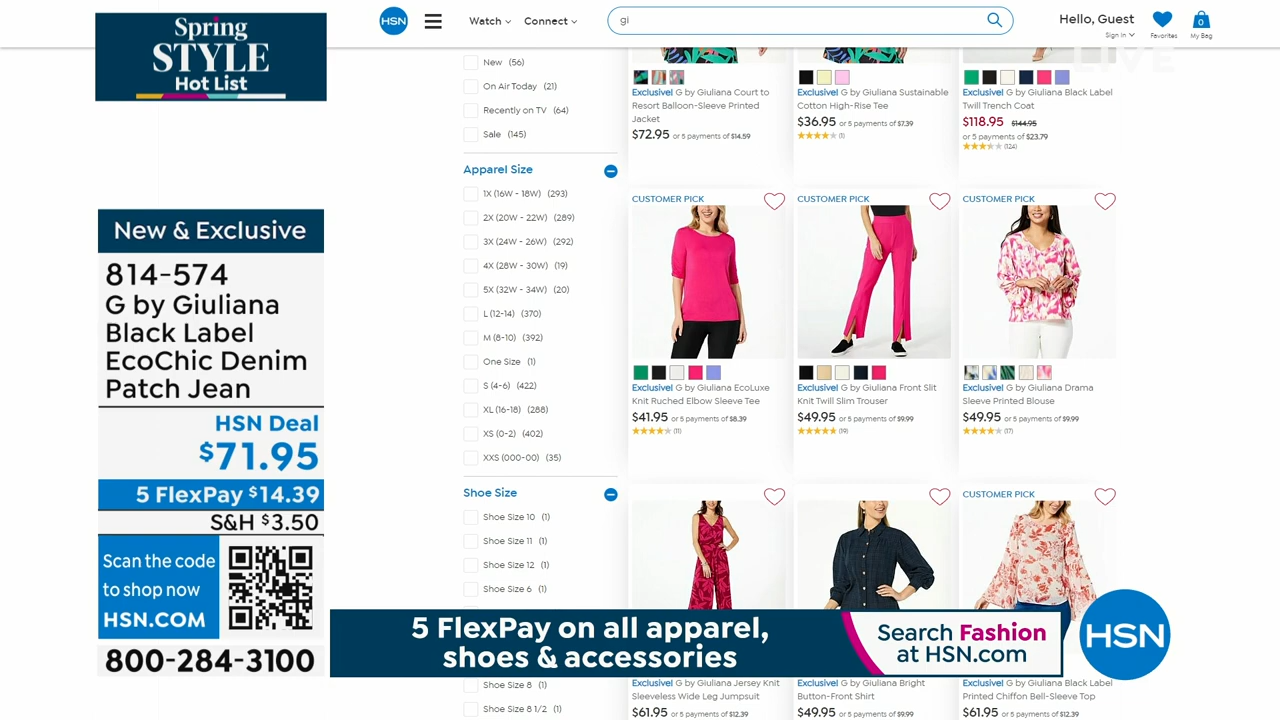 Spring
STYLE
Hot List
HSN
Watch
Connect
gi
Hello, Guest
Sign In
Favorites
0
My Bag
LIVE
New & Exclusive
814-574
G by Giuliana
Black Label
EcoChic Denim
Patch Jean
HSN Deal
$71.95
5 FlexPay $14.39
S&H $3.50
Scan the code
to shop now
HSN.COM
800-284-3100
New (56)
On Air Today (21)
Recently on TV (64)
Sale (145)
Apparel Size
1X (16W - 18W) (293)
2X (20W - 22W) (289)
3X (24W - 26W) (292)
4X (28W - 30W) (19)
5X (32W - 34W) (20)
L (12-14) (370)
M (8-10) (392)
One Size (1)
S (4-6) (422)
XL (16-18) (288)
XS (0-2) (402)
XXS (000-00) (35)
Shoe Size
Shoe Size 10 (1)
Shoe Size 11 (1)
Shoe Size 12 (1)
Shoe Size 6 (1)
Shoe Size 8 (1)
Shoe Size 8 1/2 (1)
Exclusive! G by Giuliana Court to
Resort Balloon-Sleeve Printed
Jacket
$72.95 or 5 payments of $14.59
Exclusive! G by Giuliana Sustainable
Cotton High-Rise Tee
$36.95 or 5 payments of $7.39
(1)
Exclusive! G by Giuliana Black Label
Twill Trench Coat
$118.95 $144.95
or 5 payments of $23.79
(124)
CUSTOMER PICK
Exclusive! G by Giuliana EcoLuxe
Knit Ruched Elbow Sleeve Tee
$41.95 or 5 payments of $8.39
(11)
CUSTOMER PICK
Exclusive! G by Giuliana Front Slit
Knit Twill Slim Trouser
$49.95 or 5 payments of $9.99
(19)
CUSTOMER PICK
Exclusive! G by Giuliana Drama
Sleeve Printed Blouse
$49.95 or 5 payments of $9.99
(17)
Exclusive! G by Giuliana Jersey Knit
Sleeveless Wide Leg Jumpsuit
$61.95 or 5 payments of $12.39
Exclusive! G by Giuliana Bright
Button-Front Shirt
$49.95 or 5 payments of $9.99
CUSTOMER PICK
Exclusive! G by Giuliana Black Label
Printed Chiffon Bell-Sleeve Top
$61.95 or 5 payments of $12.39
5 FlexPay on all apparel,
shoes & accessories
Search Fashion
at HSN.com
HSN